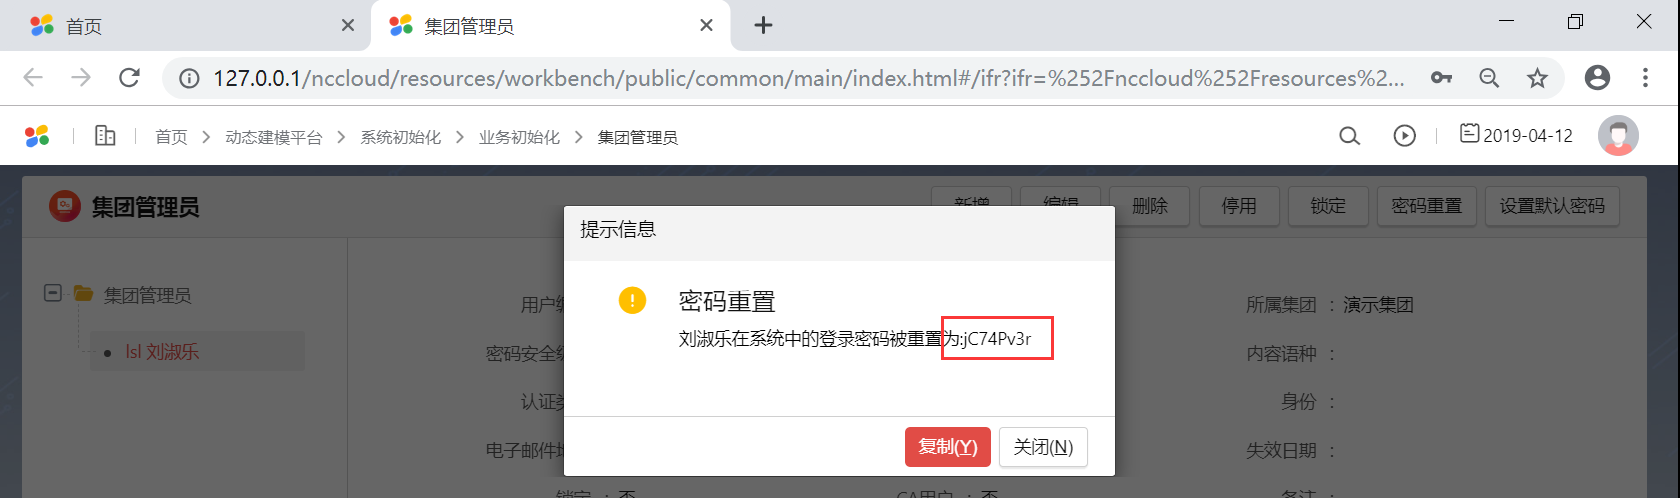 首页
集团管理员
127.0.0.1/nccloud/resources/workbench/public/common/main/index.html#/ifr?ifr=%252Fnccloud%252Fresources%2...
首页 > 动态建模平台 > 系统初始化 > 业务初始化 > 集团管理员
2019-04-12
集团管理员
新增 编辑 删除 停用 锁定 密码重置 设置默认密码
提示信息
集团管理员
lsl 刘淑乐
密码重置
刘淑乐在系统中的登录密码被重置为:jC74Pv3r
复制(Y) 关闭(N)
用户编
密码安全级
认证类
电子邮件地
锁定 : 否
CA用户 : 否
所属集团 : 演示集团
内容语种 :
身份 :
失效日期 :
备注 :